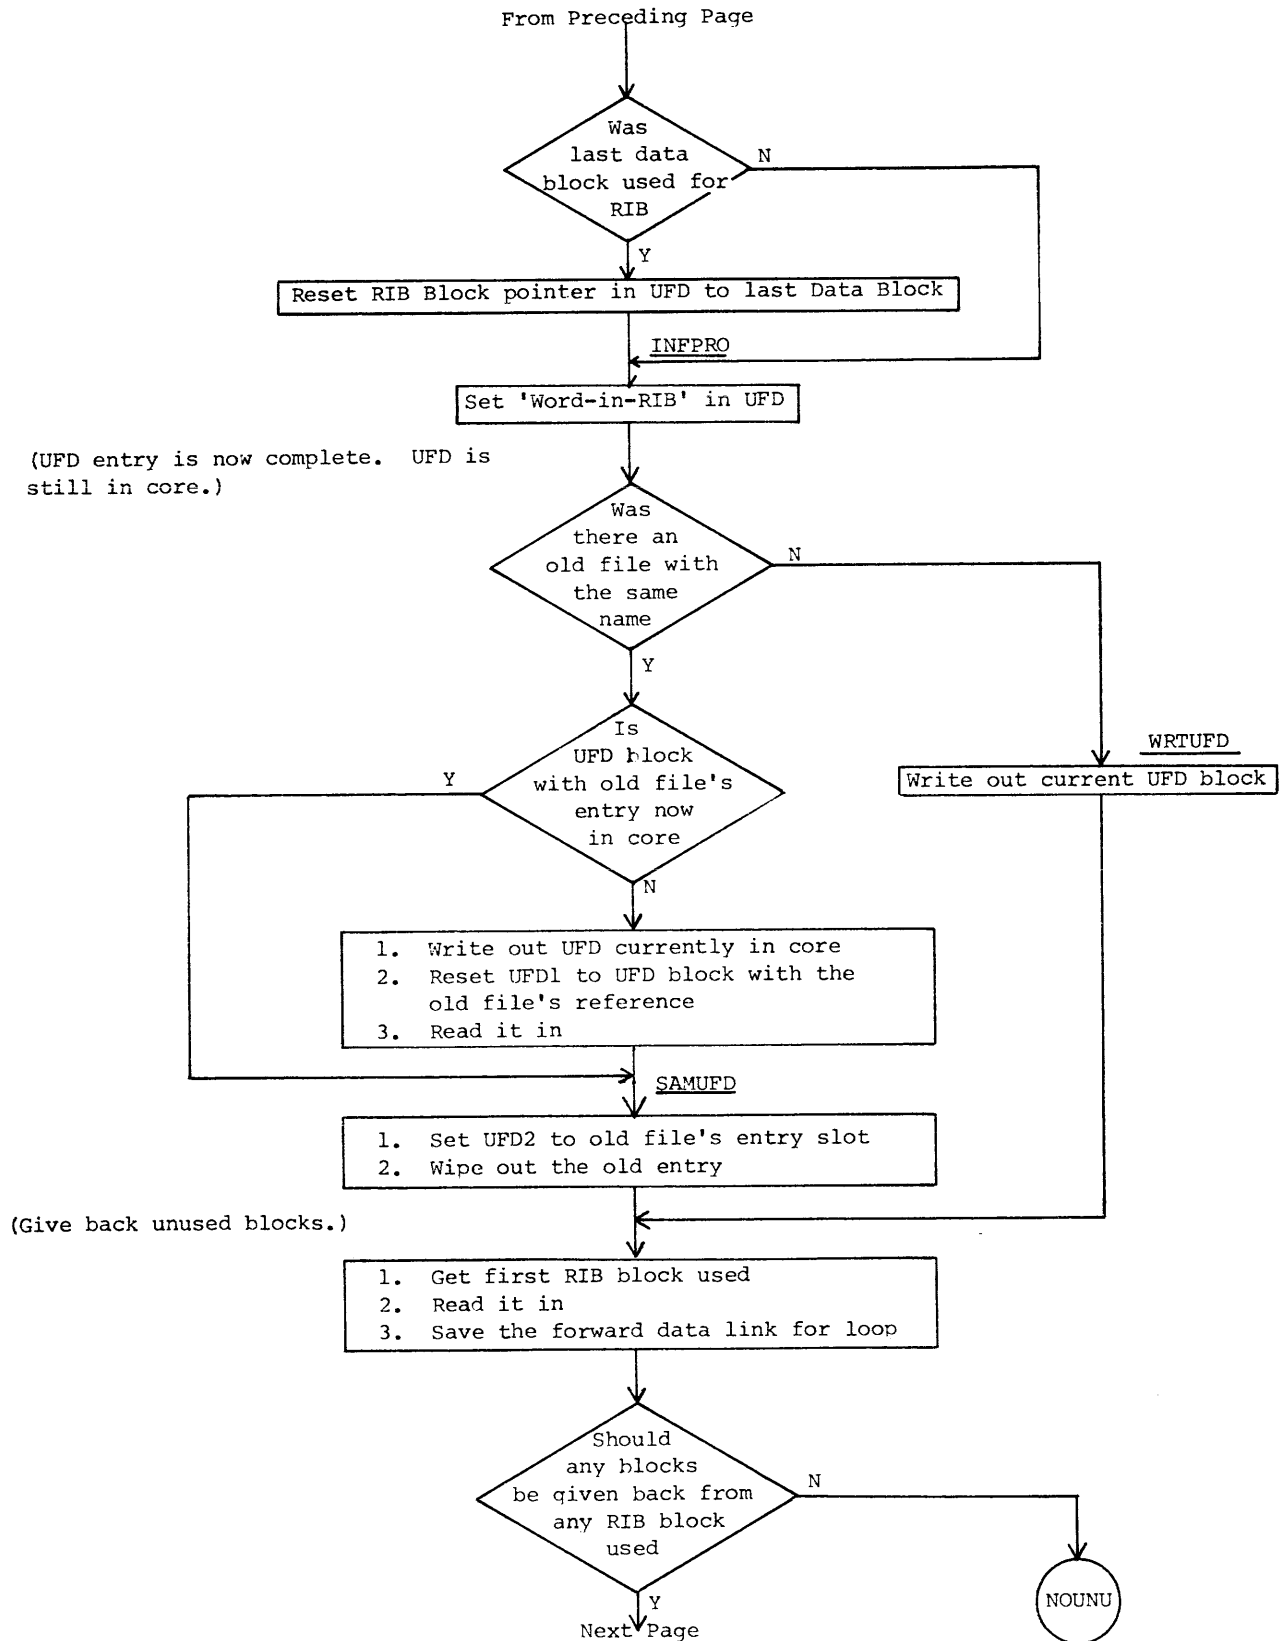 From Preceding Page
Was
last data
block used for
RIB
N
Y
Reset RIB Block pointer in UFD to last Data Block
INFPRO
Set 'Word-in-RIB' in UFD
(UFD entry is now complete. UFD is
still in core.)
Was
there an
old file with
the same
name
N
Y
Is
UFD block
with old file's
entry now
in core
Y
N
WRTUFD
Write out current UFD block
1. Write out UFD currently in core
2. Reset UFD1 to UFD block with the
old file's reference
3. Read it in
SAMUFD
1. Set UFD2 to old file's entry slot
2. Wipe out the old entry
(Give back unused blocks.)
1. Get first RIB block used
2. Read it in
3. Save the forward data link for loop
Should
any blocks
be given back from
any RIB block
used
N
Y
NOUNU
Next Page